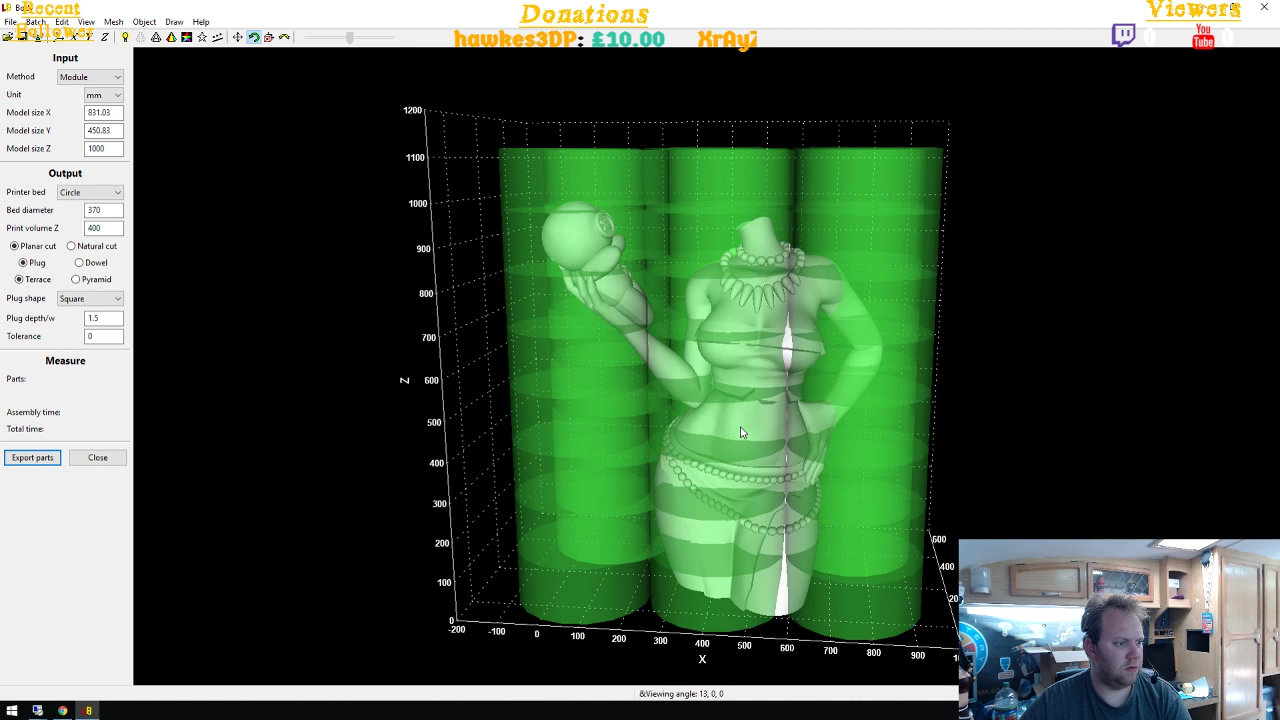 Recent
Follower
Donations
hawkes3DP: £10.00 XrAy
Viewers
0 0
File Batch Edit View Mesh Object Draw Help
Input
Method Module
Unit mm
Model size X 831.03
Model size Y 450.83
Model size Z 1000
Output
Printer bed Circle
Bed diameter 370
Print volume Z 400
Planar cut Natural cut
Plug Dowel
Terrace Pyramid
Plug shape Square
Plug depth/w 1.5
Tolerance 0
Measure
Parts:
Assembly time:
Total time:
Export parts Close
1200
1100
1000
900
800
700
600
500
400
300
200
100
0
Z
-200 -100 0 100 200 300 400 500 600 700 800 900
X
600
400
20
&Viewing angle: 13, 0, 0
You
Tube